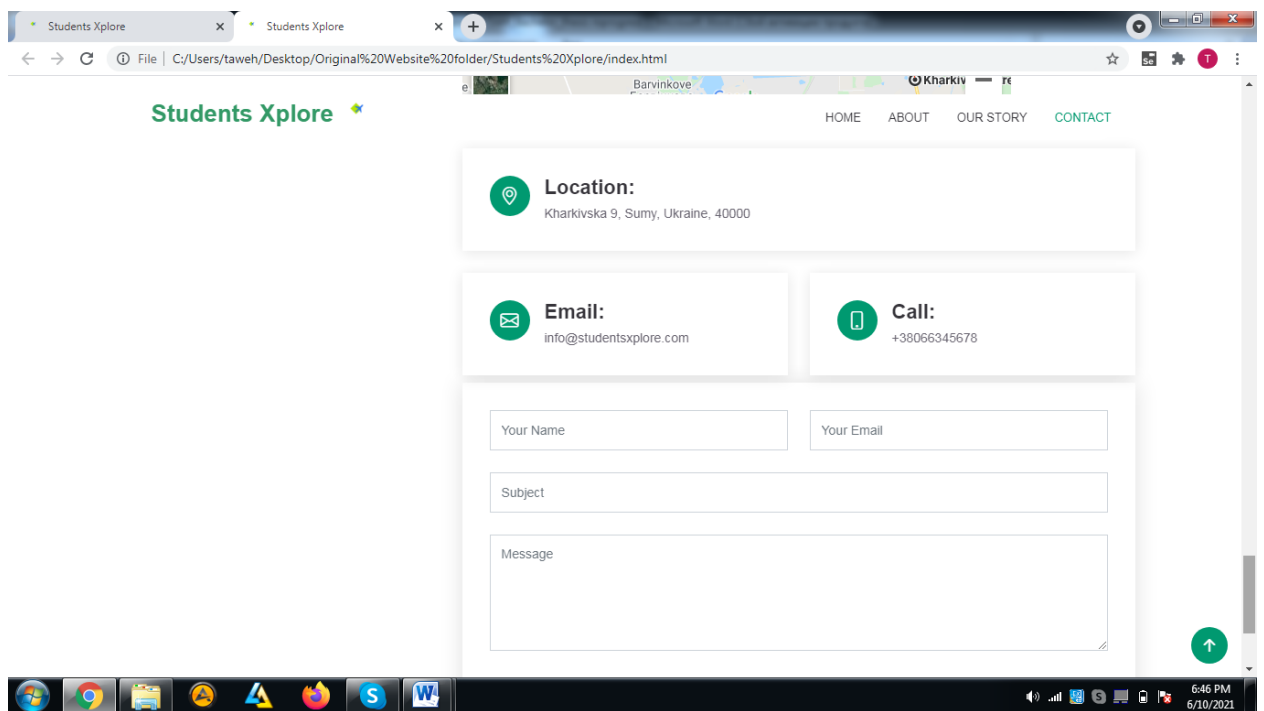 Students Xplore
Students Xplore
File
C:/Users/taweh/Desktop/Original%20Website%20folder/Students%20Xplore/index.html
Se
T
Barvinkove
Kharkiv
Students Xplore
HOME ABOUT OUR STORY CONTACT
Location:
Kharkivska 9, Sumy, Ukraine, 40000
Email:
info@studentsxplore.com
Call:
+38066345678
Your Name
Your Email
Subject
Message
6:46 PM
6/10/2021